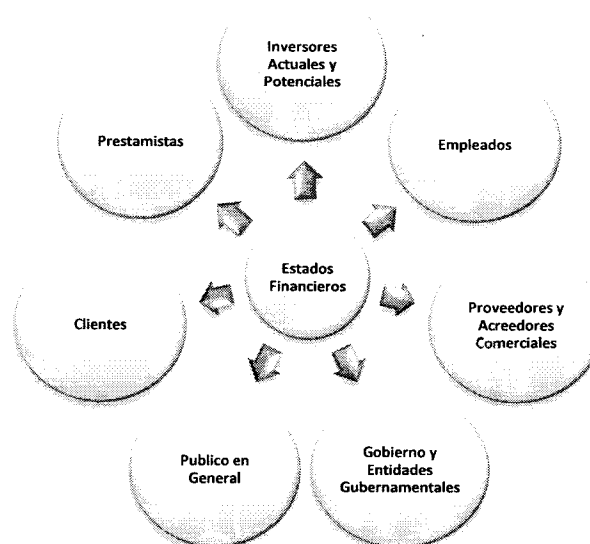 Inversores
Actuales y
Potenciales
Prestamistas
Empleados
Estados
Financieros
Clientes
Proveedores y
Acreedores
Comerciales
Publico en
General
Gobierno y
Entidades
Gubernamentales